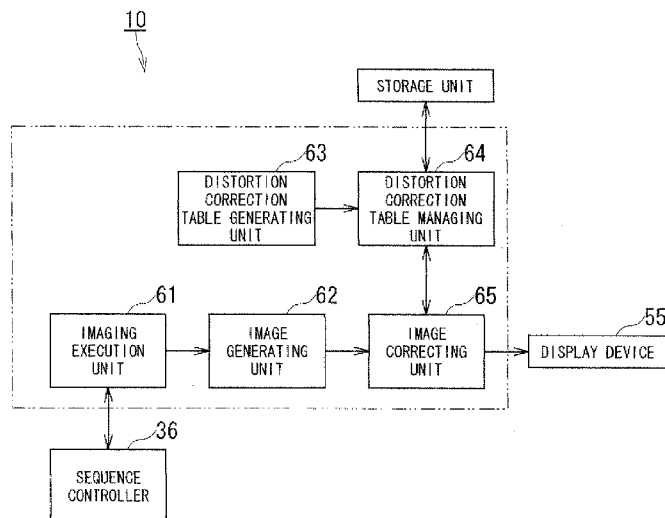 10
STORAGE UNIT
63
DISTORTION
CORRECTION
TABLE GENERATING
UNIT
64
DISTORTION
CORRECTION
TABLE MANAGING
UNIT
61
IMAGING
EXECUTION
UNIT
62
IMAGE
GENERATING
UNIT
65
IMAGE
CORRECTING
UNIT
55
DISPLAY DEVICE
36
SEQUENCE
CONTROLLER